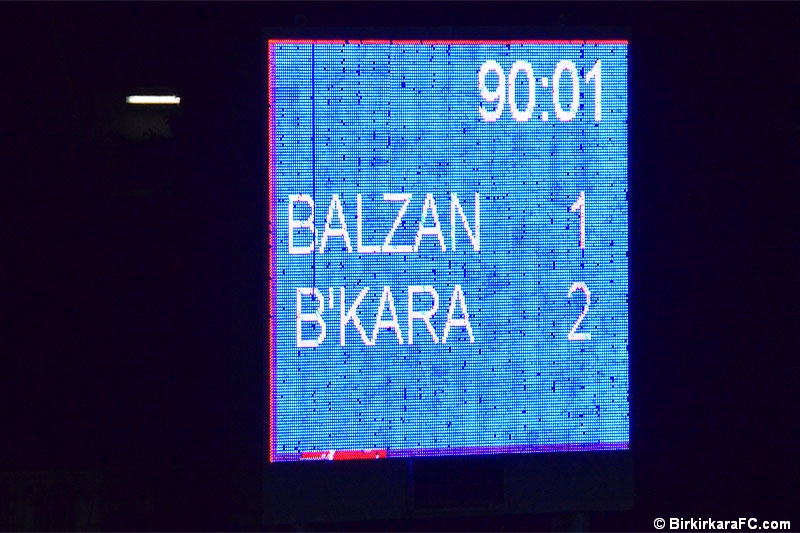 90:01
BALZAN 1
B'KARA 2
© BirkirkaraFC.com